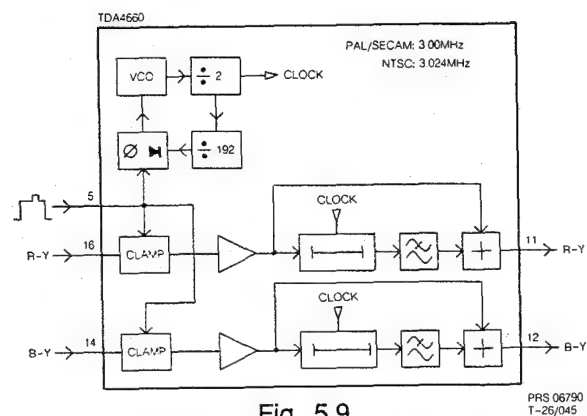 TDA4660
PAL/SECAM: 3.00MHz
NTSC: 3.024MHz
VCO
÷ 2
CLOCK
Ø
÷ 192
5
CLOCK
11
R-Y
16
R-Y
CLAMP
+
CLOCK
12
B-Y
14
B-Y
CLAMP
+
Fig. 5.9
PRS 06790
T-26/045